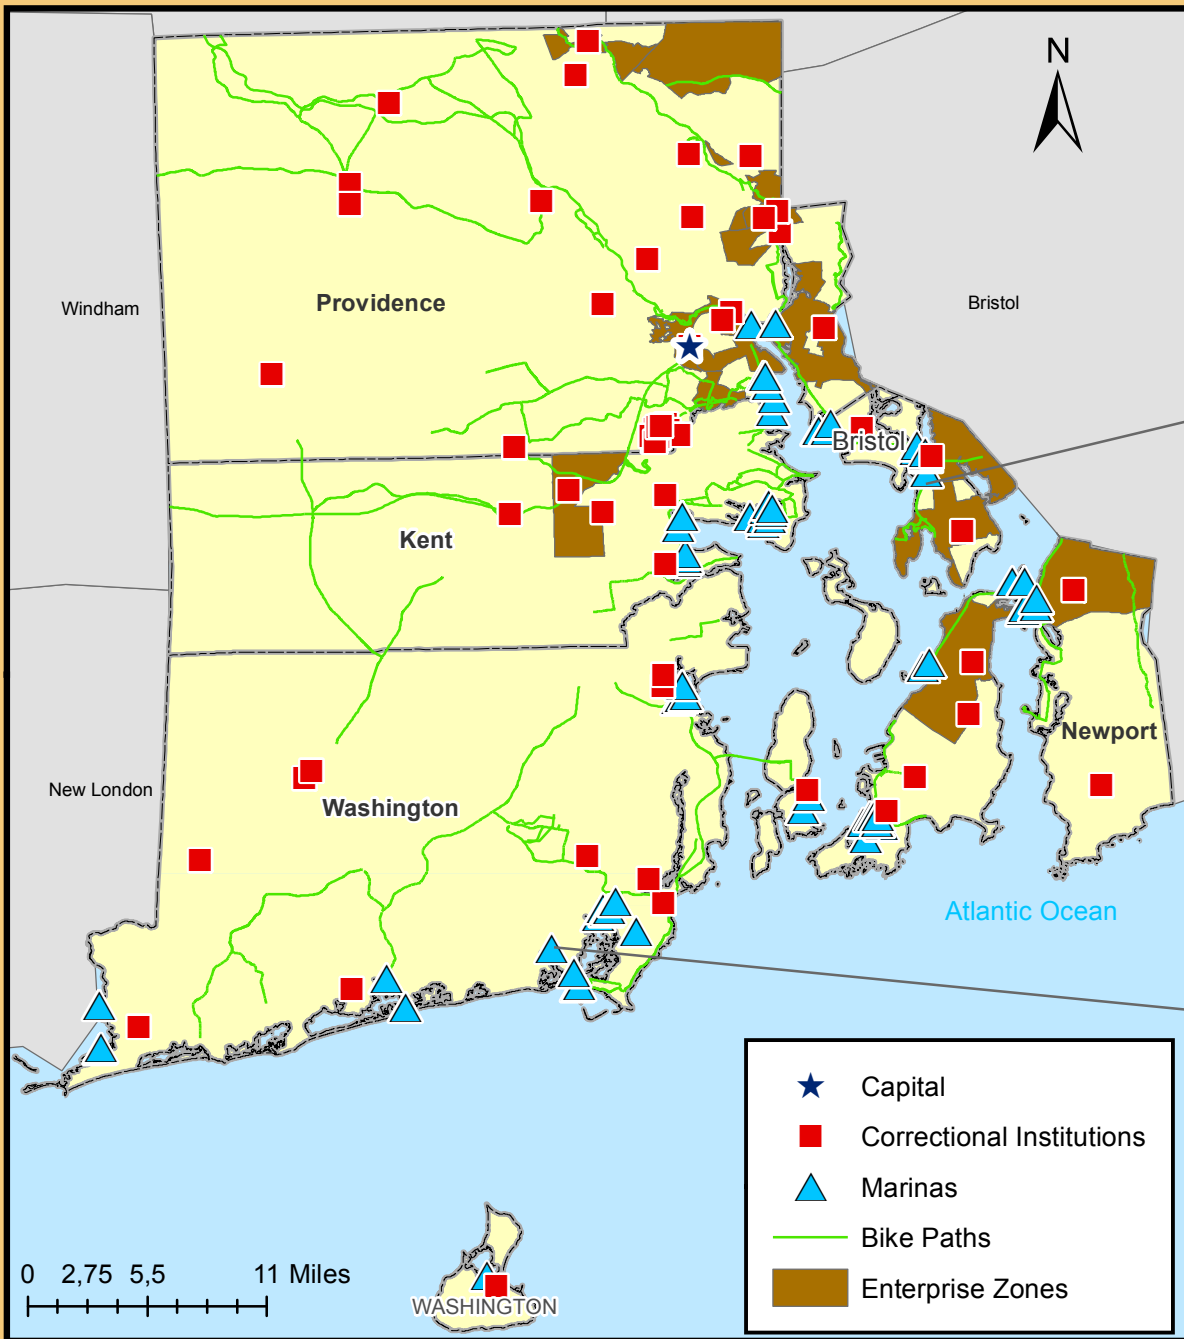 N
Windham
Providence
Bristol
Bristol
Kent
Newport
New London
Washington
Atlantic Ocean
Capital
Correctional Institutions
Marinas
Bike Paths
Enterprise Zones
0 2,75 5,5 11 Miles
WASHINGTON